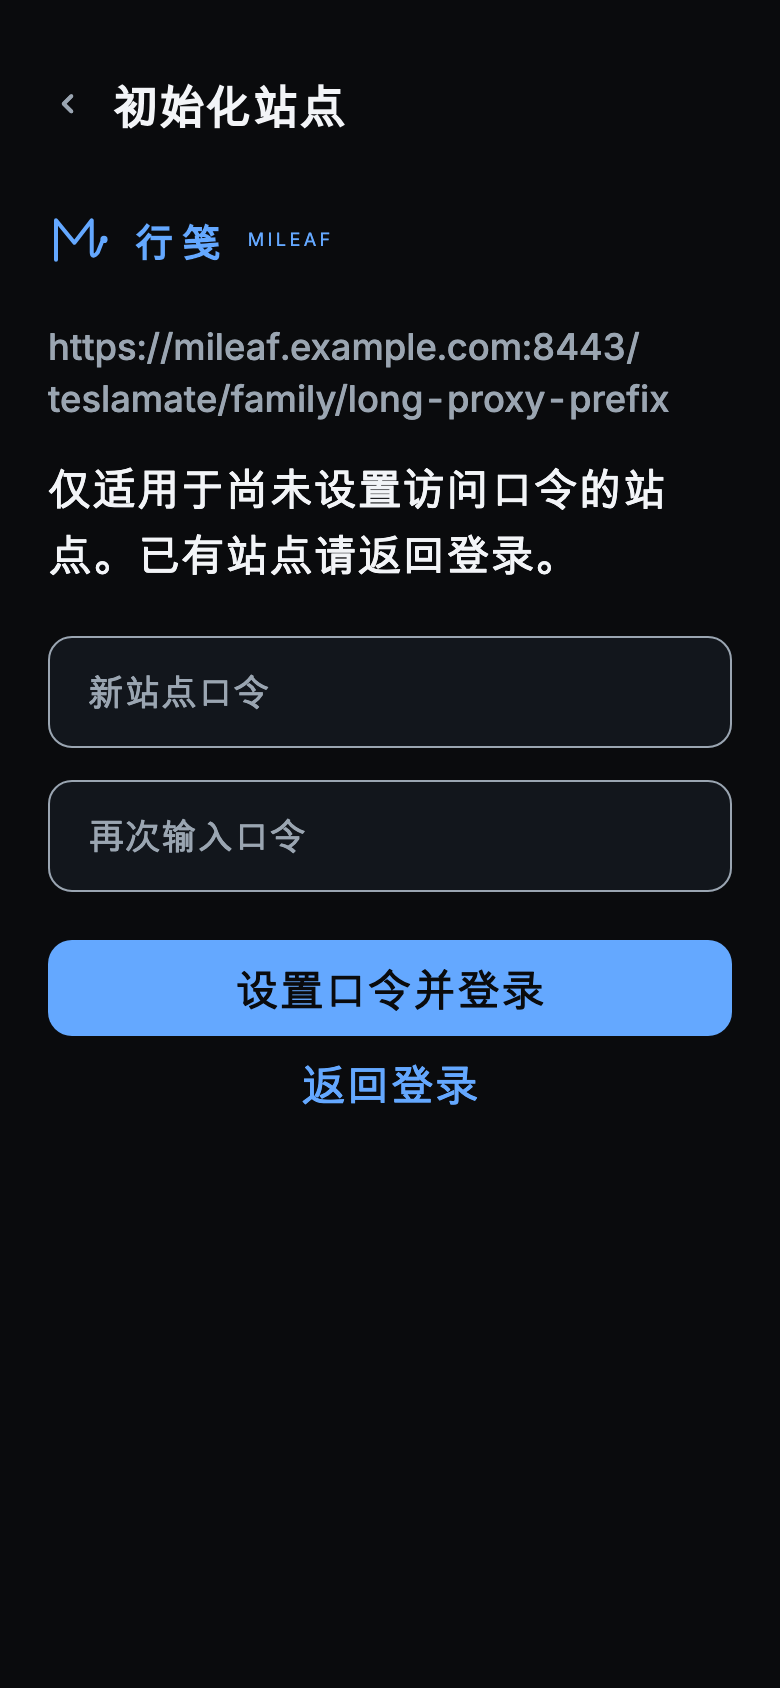 初始化站点
行笺 MILEAF
https://mileaf.example.com:8443/
teslamate/family/long-proxy-prefix
仅适用于尚未设置访问口令的站
点。已有站点请返回登录。
新站点口令
再次输入口令
设置口令并登录
返回登录